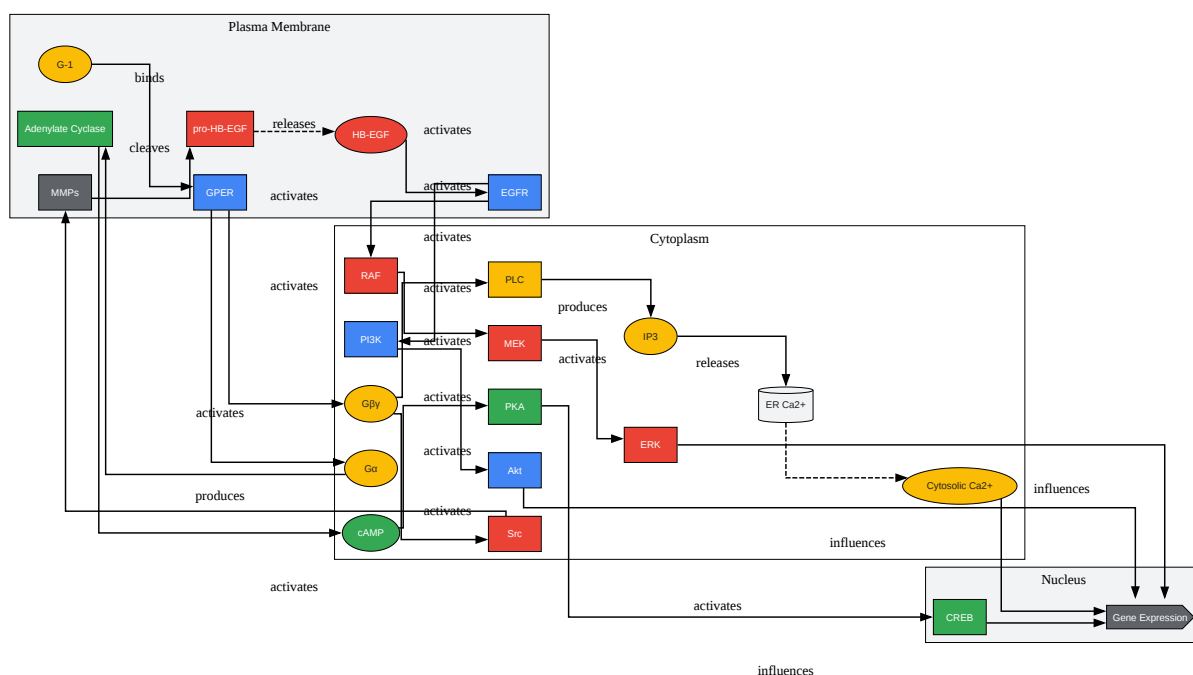 Plasma Membrane
G-1
binds
Adenylate Cyclase
pro-HB-EGF
releases
HB-EGF
activates
cleaves
MMPs
GPER
activates
activates
EGFR
activates
Cytoplasm
RAF
activates
activates
PLC
produces
PI3K
activates
MEK
activates
IP3
releases
Gβγ
activates
activates
PKA
ER Ca2+
ERK
Gα
activates
Akt
Cytosolic Ca2+
influences
produces
cAMP
activates
Src
influences
Nucleus
activates
activates
CREB
Gene Expression
influences